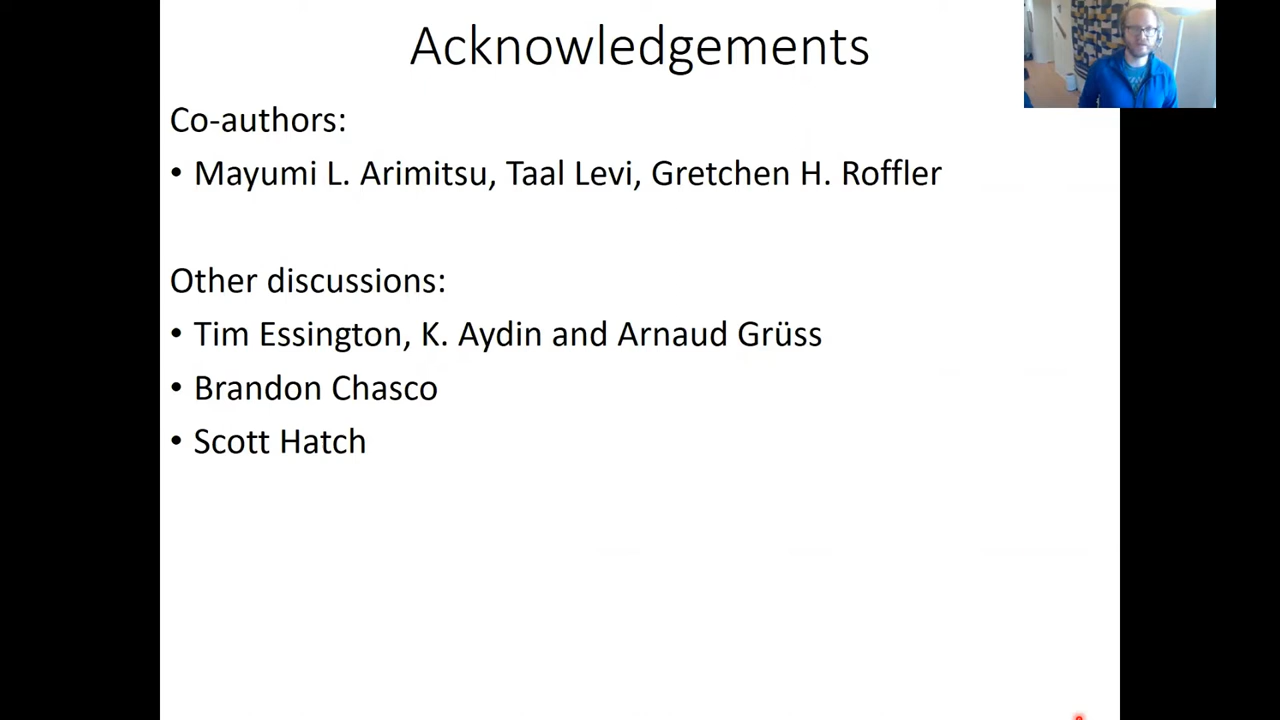 Acknowledgements
Co-authors:
• Mayumi L. Arimitsu, Taal Levi, Gretchen H. Roffler
Other discussions:
• Tim Essington, K. Aydin and Arnaud Grüss
• Brandon Chasco
• Scott Hatch